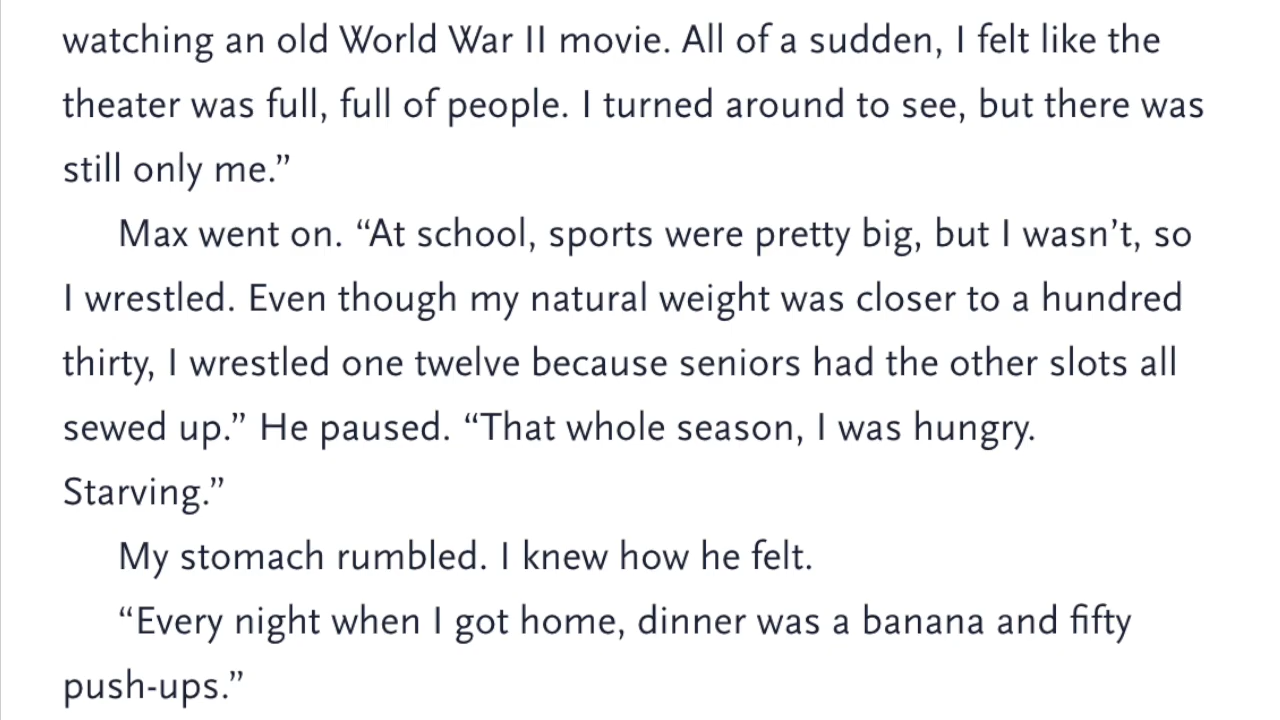 watching an old World War II movie. All of a sudden, I felt like the
theater was full, full of people. I turned around to see, but there was
still only me.”
Max went on. “At school, sports were pretty big, but I wasn’t, so
I wrestled. Even though my natural weight was closer to a hundred
thirty, I wrestled one twelve because seniors had the other slots all
sewed up.” He paused. “That whole season, I was hungry.
Starving.”
My stomach rumbled. I knew how he felt.
“Every night when I got home, dinner was a banana and fifty
push-ups.”